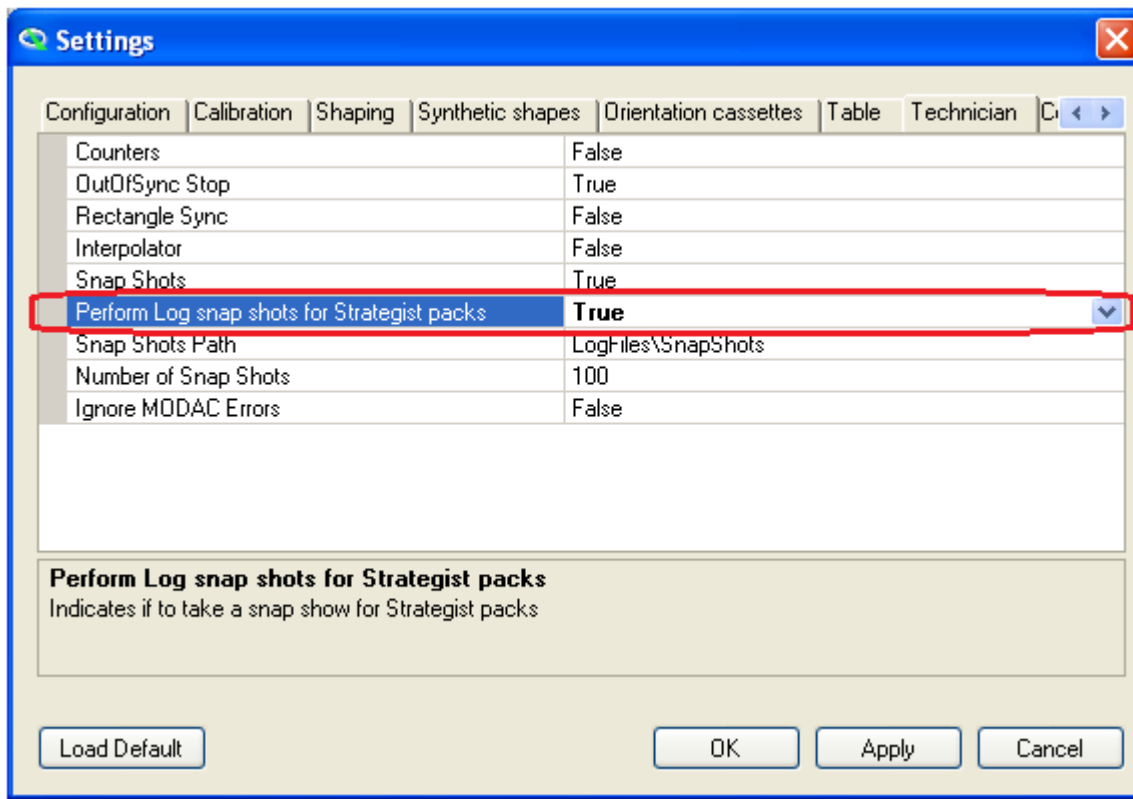 Settings
Configuration Calibration Shaping Synthetic shapes Orientation cassettes Table Technician
Counters False
OutOfSync Stop True
Rectangle Sync False
Interpolator False
Snap Shots True
Perform Log snap shots for Strategist packs True
Snap Shots Path LogFiles\SnapShots
Number of Snap Shots 100
Ignore MODAC Errors False
Perform Log snap shots for Strategist packs
Indicates if to take a snap show for Strategist packs
Load Default OK Apply Cancel